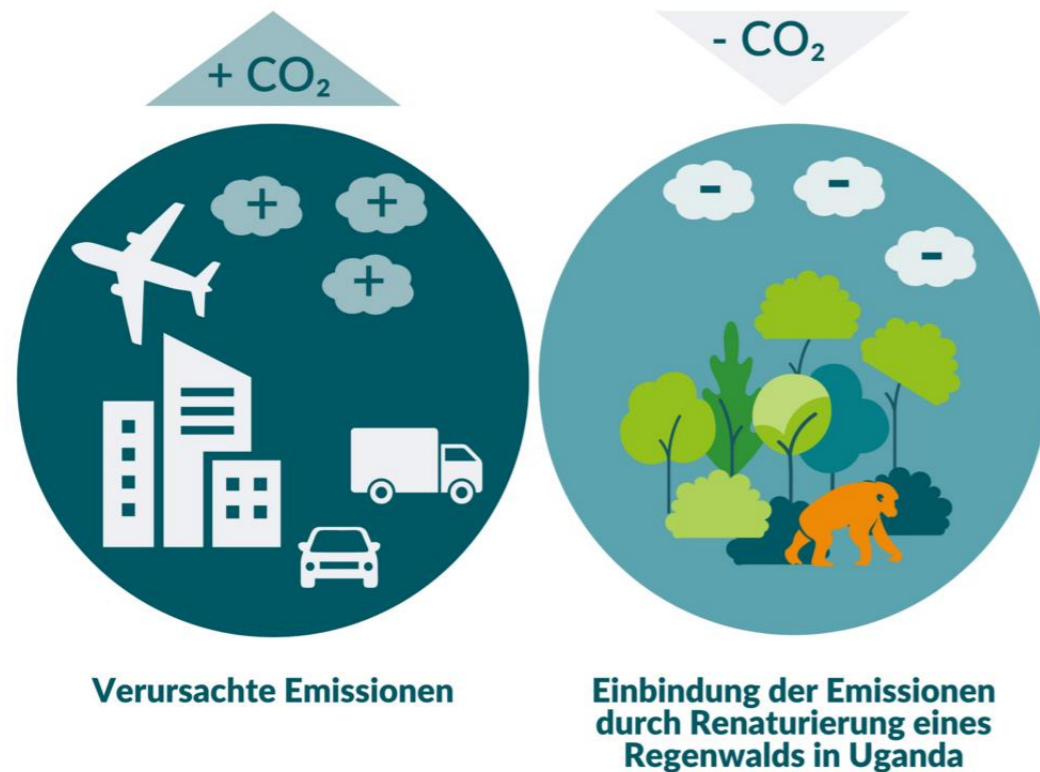 + CO₂
- CO₂
+
+
+
-
-
-
Verursachte Emissionen
Einbindung der Emissionen
durch Renaturierung eines
Regenwalds in Uganda